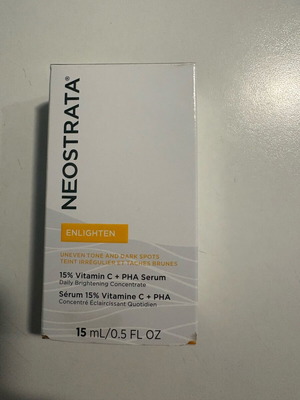 NEOSTRATA®
ENLIGHTEN
UNEVEN TONE AND DARK SPOTS
TEINT IRRÉGULIER ET TACHES BRUNES
15% Vitamin C + PHA Serum
Daily Brightening Concentrate
Sérum 15% Vitamine C + PHA
Concentré Éclaircissant Quotidien
15 mL/0.5 FL OZ